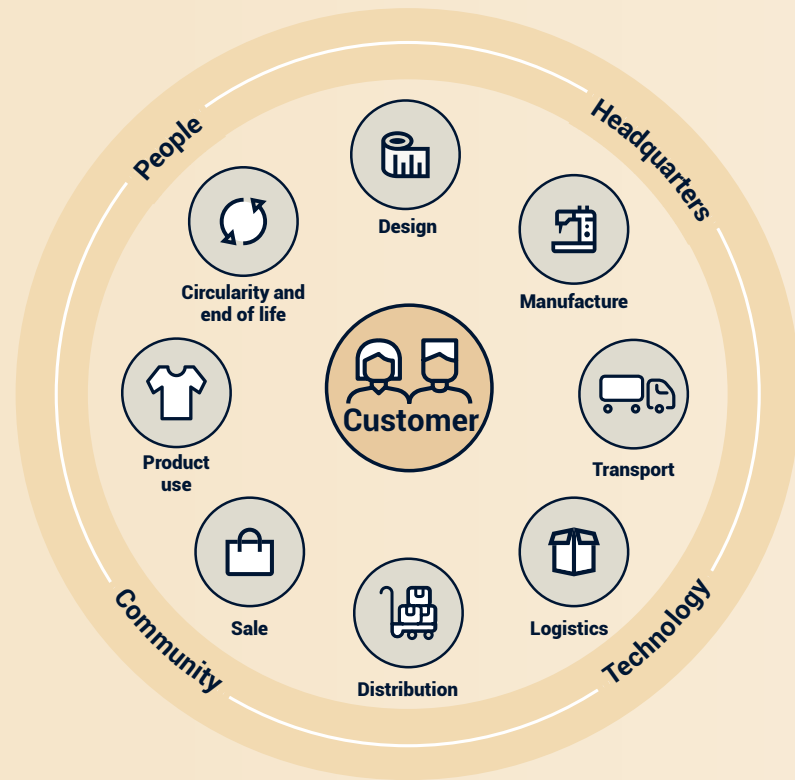 People
Headquarters
Design
Manufacture
Circularity and
end of life
Customer
Product
use
Transport
Sale
Logistics
Distribution
Community
Technology